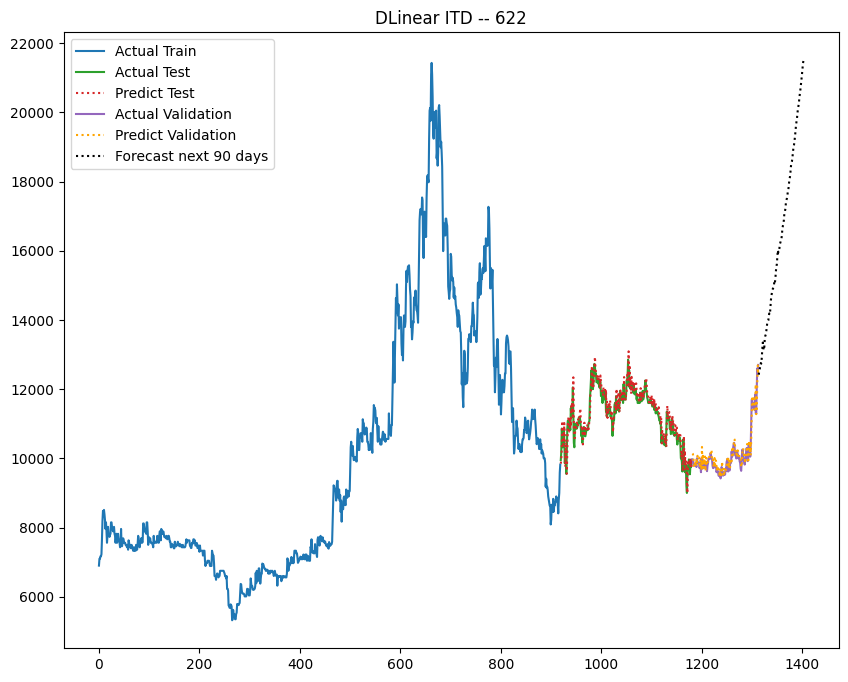 DLinear ITD -- 622
22000
20000
18000
16000
14000
12000
10000
8000
6000
Actual Train
Actual Test
Predict Test
Actual Validation
Predict Validation
Forecast next 90 days
0 200 400 600 800 1000 1200 1400